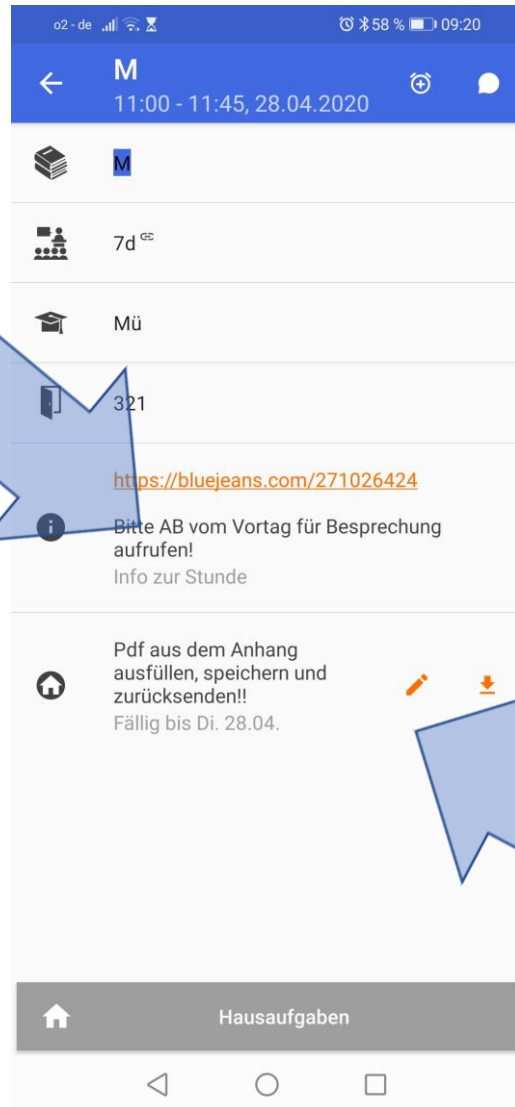 o2 - de 58 % 09:20
M
11:00 - 11:45, 28.04.2020
M
7d
Mü
321
https://bluejeans.com/271026424
Bitte AB vom Vortag für Besprechung
aufrufen!
Info zur Stunde
Pdf aus dem Anhang
ausfüllen, speichern und
zurücksenden!!
Fällig bis Di. 28.04.
Hausaufgaben